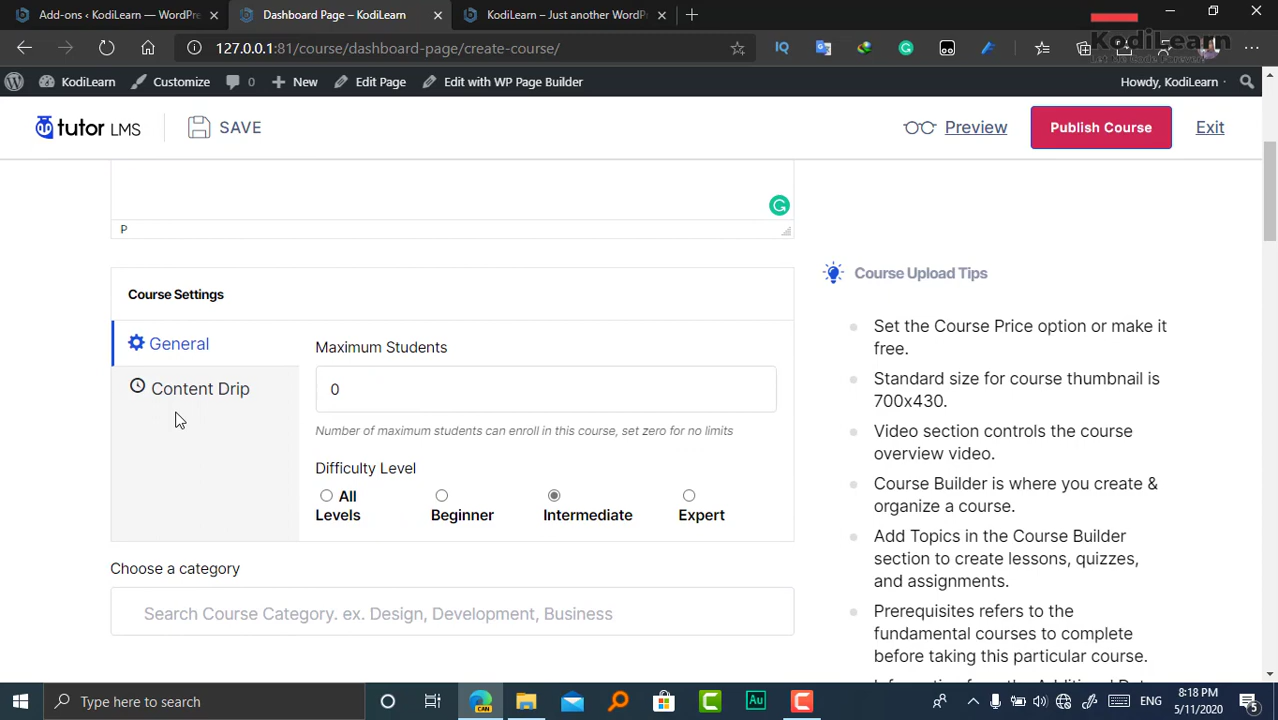 Add-ons ‹ KodiLearn — WordPre
Dashboard Page – KodiLearn
KodiLearn – Just another WordPr
127.0.0.1:81/course/dashboard-page/create-course/
KodiLearn
KodiLearn
Customize
0
New
Edit Page
Edit with WP Page Builder
Howdy, KodiLearn
tutor LMS
SAVE
Preview
Publish Course
Exit
P
Course Settings
General
Content Drip
Maximum Students
0
Number of maximum students can enroll in this course, set zero for no limits
Difficulty Level
All
Levels
Beginner
Intermediate
Expert
Choose a category
Search Course Category. ex. Design, Development, Business
Course Upload Tips
Set the Course Price option or make it
free.
Standard size for course thumbnail is
700x430.
Video section controls the course
overview video.
Course Builder is where you create &
organize a course.
Add Topics in the Course Builder
section to create lessons, quizzes,
and assignments.
Prerequisites refers to the
fundamental courses to complete
before taking this particular course.
Type here to search
CAN
Au
ENG
8:18 PM
5/11/2020
5